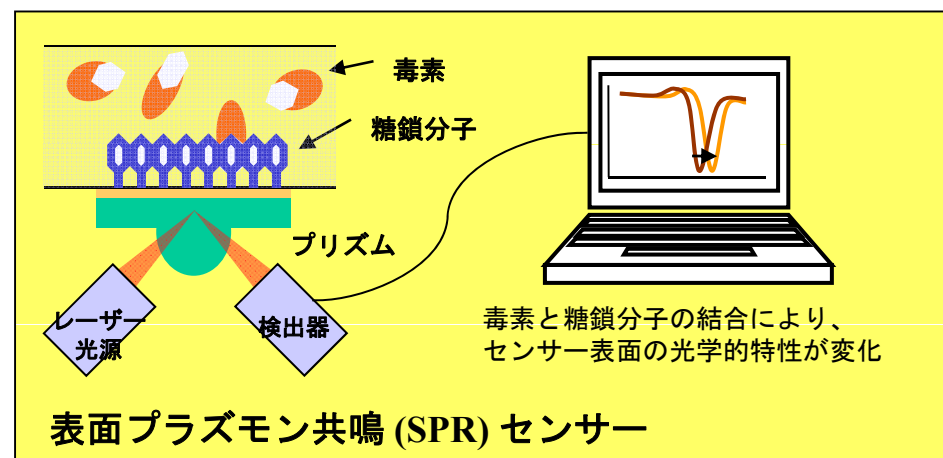 毒素
糖鎖分子
プリズム
レーザー
光源
検出器
毒素と糖鎖分子の結合により、
センサー表面の光学的特性が変化
表面プラズモン共鳴 (SPR) センサー